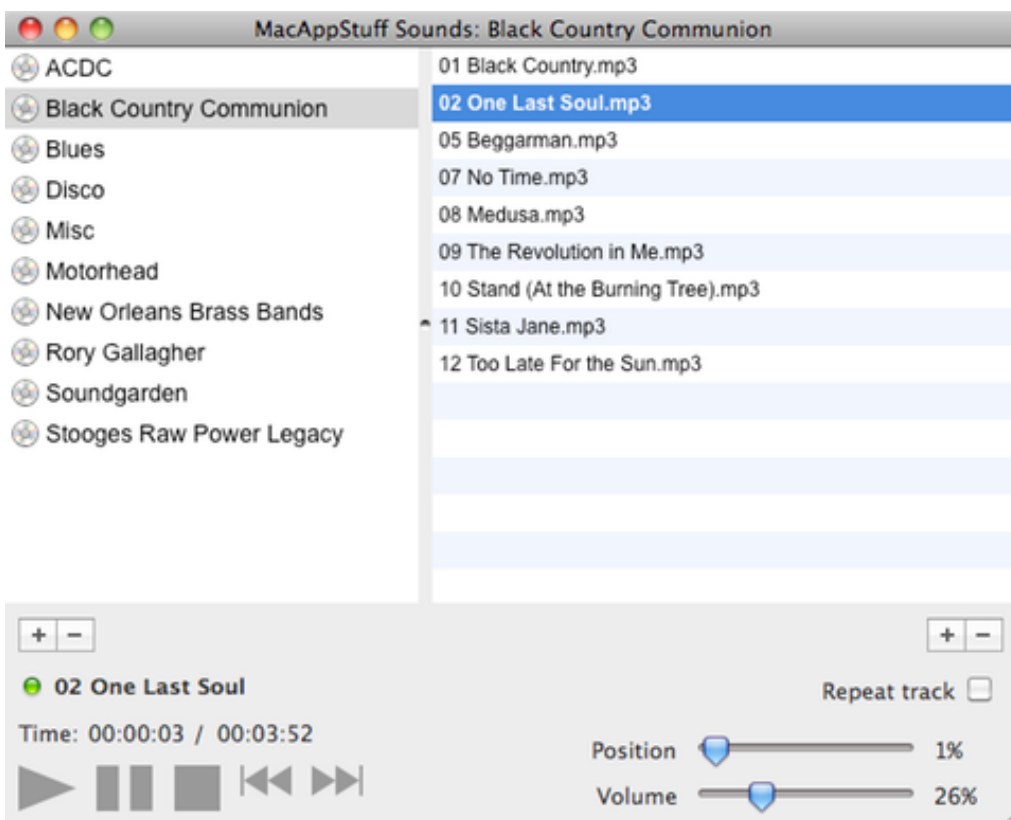 MacAppStuff Sounds: Black Country Communion
ACDC
Black Country Communion
Blues
Disco
Misc
Motorhead
New Orleans Brass Bands
Rory Gallagher
Soundgarden
Stooges Raw Power Legacy
01 Black Country.mp3
02 One Last Soul.mp3
05 Beggarman.mp3
07 No Time.mp3
08 Medusa.mp3
09 The Revolution in Me.mp3
10 Stand (At the Burning Tree).mp3
11 Sista Jane.mp3
12 Too Late For the Sun.mp3
+ −
+ −
02 One Last Soul
Repeat track
Time: 00:00:03 / 00:03:52
Position 1%
Volume 26%